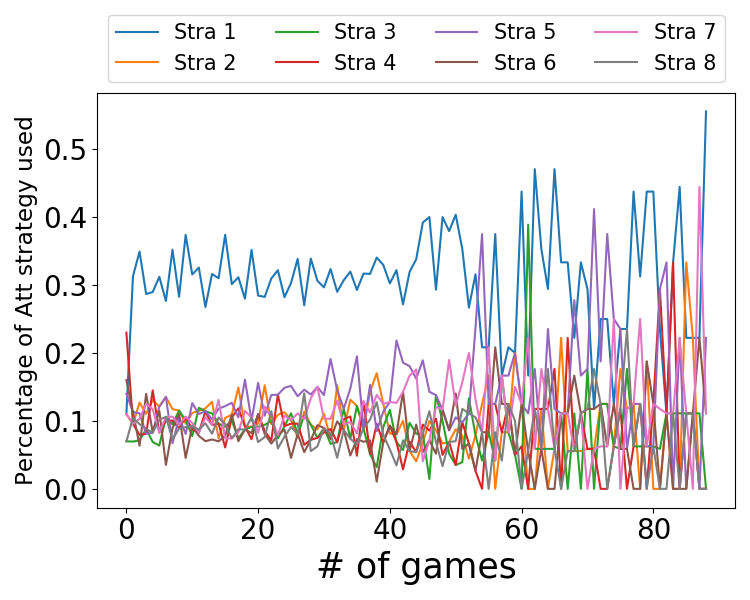 Stra 1 Stra 3 Stra 5 Stra 7
Stra 2 Stra 4 Stra 6 Stra 8
Percentage of Att strategy used
0.5
0.4
0.3
0.2
0.1
0.0
0 20 40 60 80
# of games